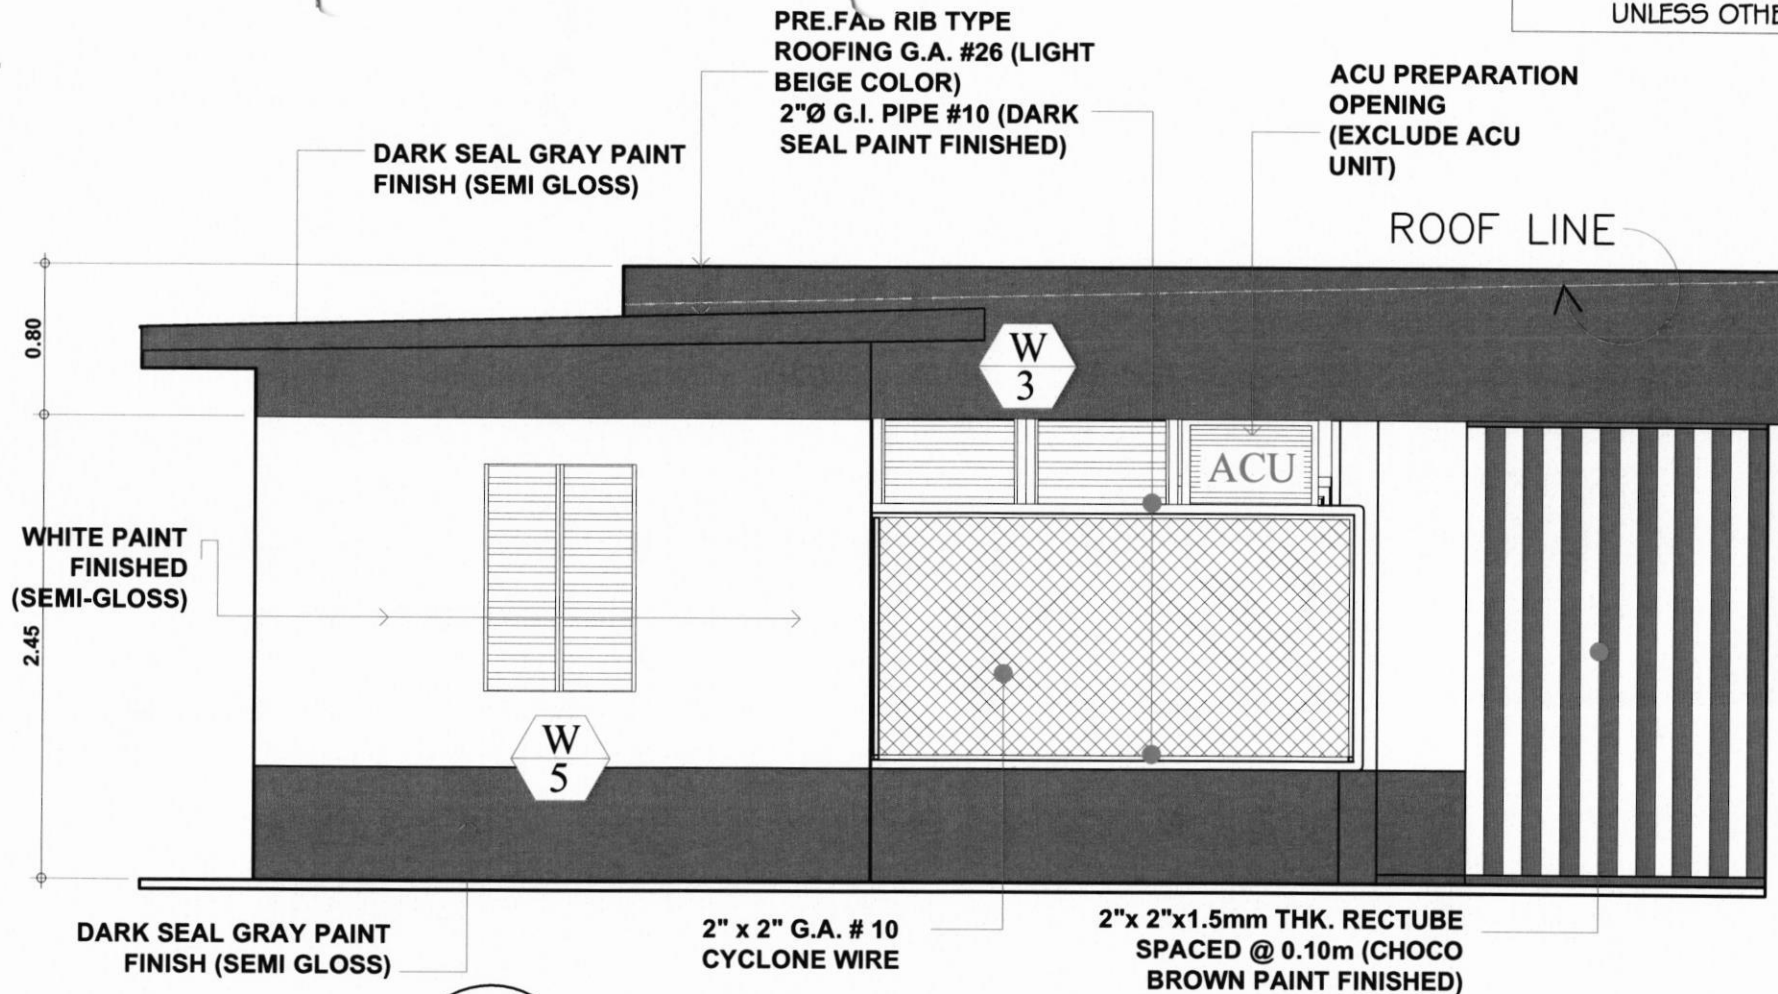 UNLESS OTHE
PRE.FAB RIB TYPE
ROOFING G.A. #26 (LIGHT
BEIGE COLOR)
2"Ø G.I. PIPE #10 (DARK
SEAL PAINT FINISHED)
ACU PREPARATION
OPENING
(EXCLUDE ACU
UNIT)
DARK SEAL GRAY PAINT
FINISH (SEMI GLOSS)
ROOF LINE
0.80
W
3
ACU
WHITE PAINT
FINISHED
(SEMI-GLOSS)
2.45
W
5
DARK SEAL GRAY PAINT
FINISH (SEMI GLOSS)
2" x 2" G.A. # 10
CYCLONE WIRE
2"x 2"x1.5mm THK. RECTUBE
SPACED @ 0.10m (CHOCO
BROWN PAINT FINISHED)